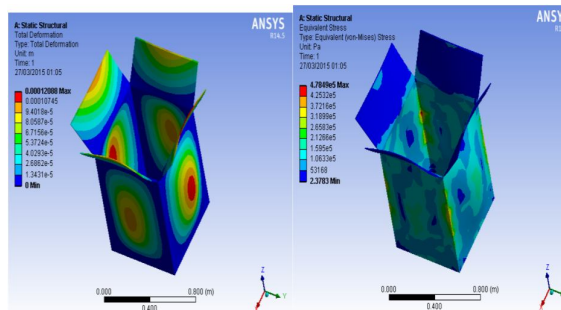 ANSYS
R14.5
A: Static Structural
Total Deformation
Type: Total Deformation
Unit: m
Time: 1
27/03/2015 01:05
0.00012088 Max
0.00010745
9.4018e-5
8.0587e-5
6.7156e-5
5.3724e-5
4.0293e-5
2.6862e-5
1.3431e-5
0 Min
0.000
0.800 (m)
0.400
Z
Y
ANSY
R14
A: Static Structural
Equivalent Stress
Type: Equivalent (von-Mises) Stress
Unit: Pa
Time: 1
27/03/2015 01:05
4.7849e5 Max
4.2532e5
3.7216e5
3.1899e5
2.6583e5
2.1266e5
1.595e5
1.0633e5
53168
2.3783 Min
0.000
0.800 (m)
0.400
Z